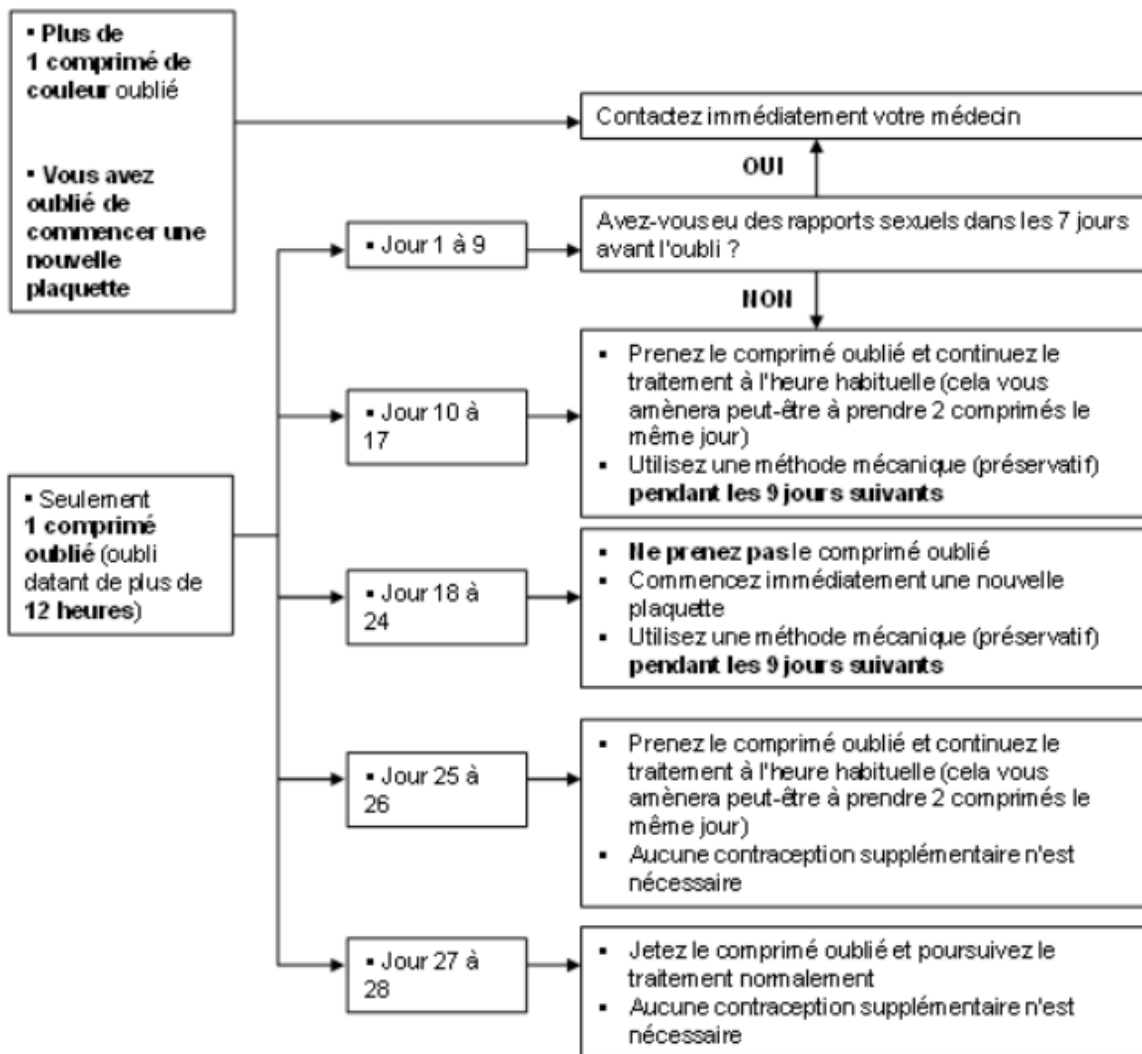 ▪ Plus de
1 comprimé de
couleur oublié
▪ Vous avez
oublié de
commencer une
nouvelle
plaquette
Contactez immédiatement votre médecin
OUI
▪ Jour 1 à 9
Avez-vous eu des rapports sexuels dans les 7 jours
avant l'oubli ?
NON
▪ Jour 10 à
17
▪ Prenez le comprimé oublié et continuez le
traitement à l'heure habituelle (cela vous
amènera peut-être à prendre 2 comprimés le
même jour)
▪ Utilisez une méthode mécanique (préservatif)
pendant les 9 jours suivants
▪ Seulement
1 comprimé
oublié (oubli
datant de plus de
12 heures)
▪ Jour 18 à
24
▪ Ne prenez pas le comprimé oublié
▪ Commencez immédiatement une nouvelle
plaquette
▪ Utilisez une méthode mécanique (préservatif)
pendant les 9 jours suivants
▪ Jour 25 à
26
▪ Prenez le comprimé oublié et continuez le
traitement à l'heure habituelle (cela vous
amènera peut-être à prendre 2 comprimés le
même jour)
▪ Aucune contraception supplémentaire n'est
nécessaire
▪ Jour 27 à
28
▪ Jetez le comprimé oublié et poursuivez le
traitement normalement
▪ Aucune contraception supplémentaire n'est
nécessaire